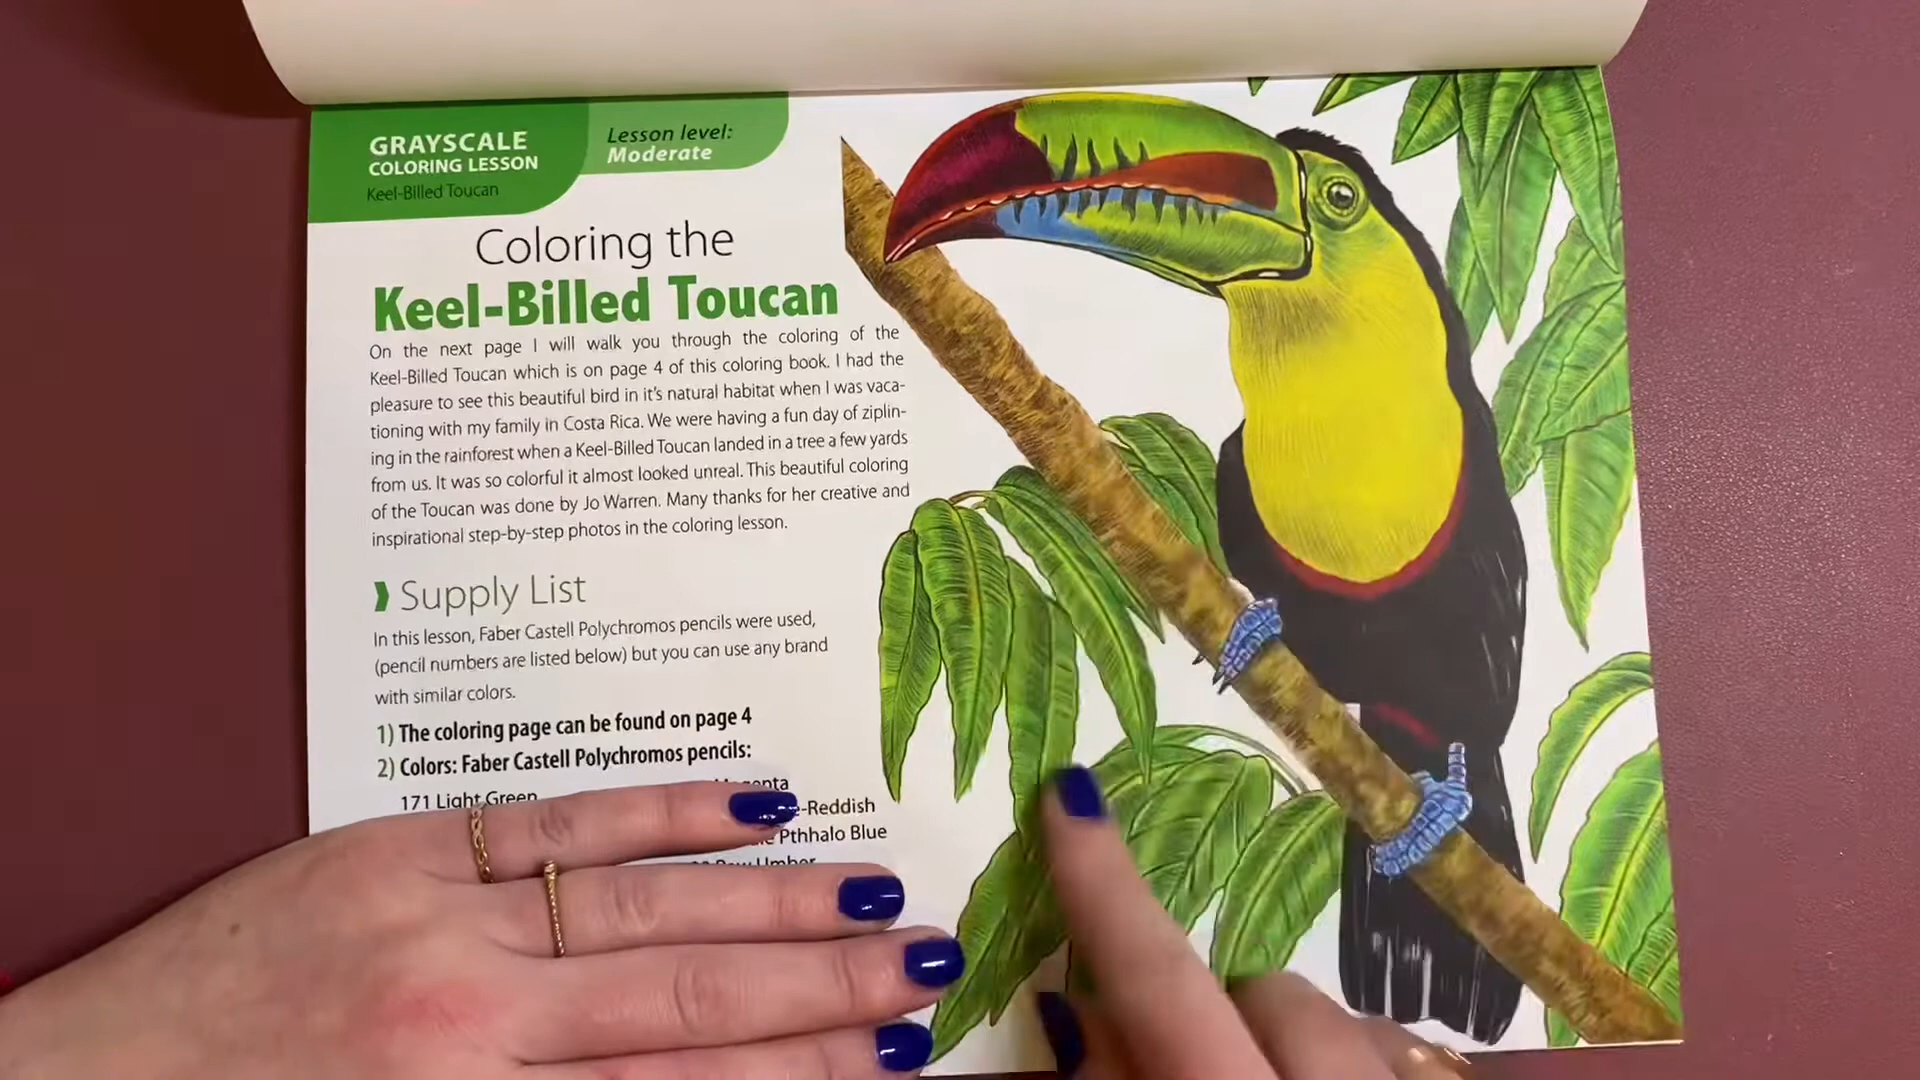 GRAYSCALE
COLORING LESSON
Keel-Billed Toucan
Lesson level:
Moderate
Coloring the
Keel-Billed Toucan
On the next page I will walk you through the coloring of the
Keel-Billed Toucan which is on page 4 of this coloring book. I had the
pleasure to see this beautiful bird in it's natural habitat when I was vaca-
tioning with my family in Costa Rica. We were having a fun day of ziplin-
ing in the rainforest when a Keel-Billed Toucan landed in a tree a few yards
from us. It was so colorful it almost looked unreal. This beautiful coloring
of the Toucan was done by Jo Warren. Many thanks for her creative and
inspirational step-by-step photos in the coloring lesson.
Supply List
In this lesson, Faber Castell Polychromos pencils were used,
(pencil numbers are listed below) but you can use any brand
with similar colors.
1) The coloring page can be found on page 4
2) Colors: Faber Castell Polychromos pencils:
171 Light Green
-Reddish
Pthhalo Blue
Raw Umber